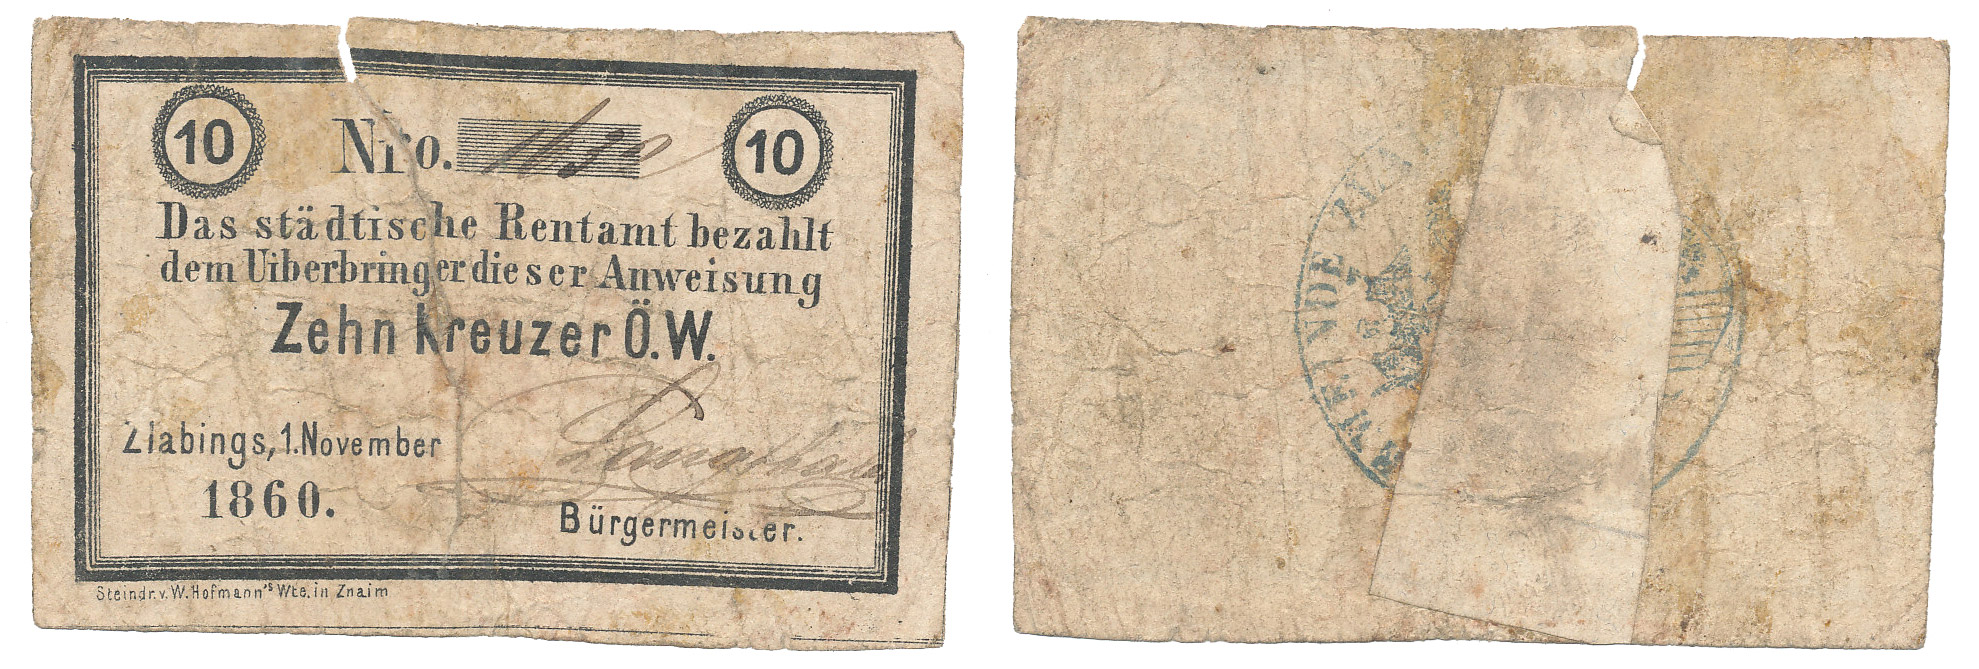 10 Nro. 10
Das städtische Rentamt bezahlt
dem Uiberbringer dieser Anweisung
Zehn Kreuzer Ö.W.
Zlabings, 1. November
1860.
Bürgermeister.
Steindr. v. W. Hofmann's Wte. in Znaim